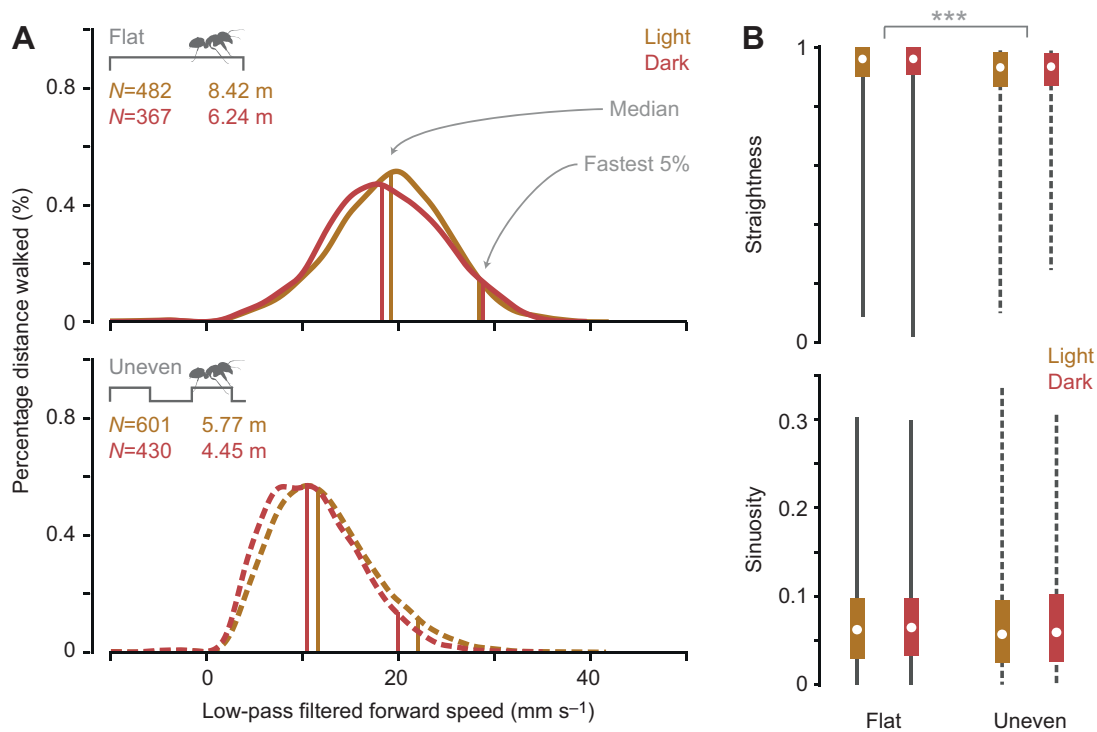 A
Flat
N=482 8.42 m
N=367 6.24 m
Light
Dark
Median
Fastest 5%
0.8
0.4
0
Uneven
N=601 5.77 m
N=430 4.45 m
0.8
0.4
0
Percentage distance walked (%)
0 20 40
Low-pass filtered forward speed (mm s⁻¹)
B
***
1
0
Straightness
Light
Dark
0.3
0.2
0.1
0
Sinuosity
Flat Uneven